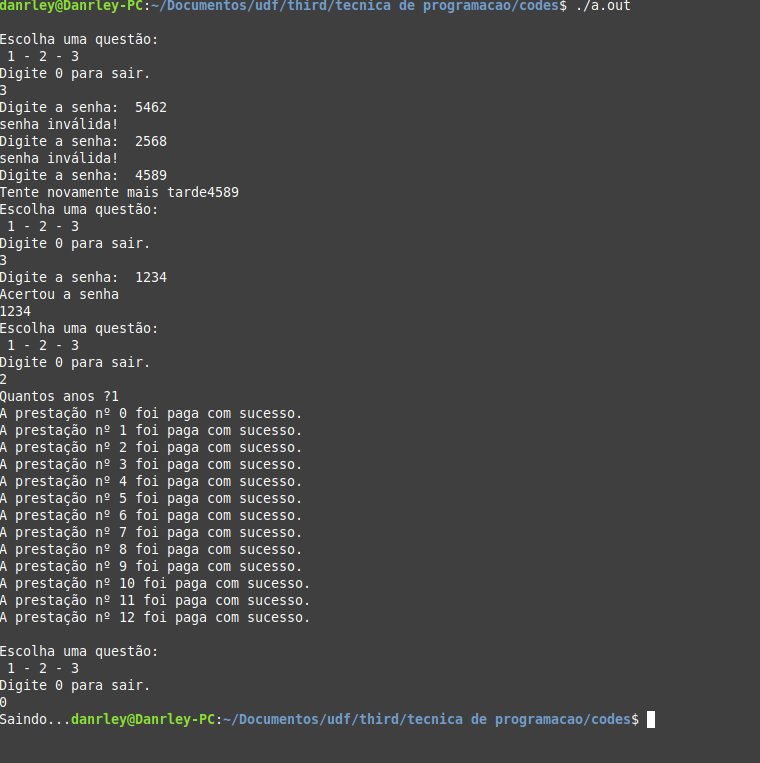 danrley@Danrley-PC:~/Documentos/udf/third/tecnica de programacao/codes$ ./a.out
Escolha uma questão:
1 - 2 - 3
Digite 0 para sair.
3
Digite a senha:  5462
senha inválida!
Digite a senha:  2568
senha inválida!
Digite a senha:  4589
Tente novamente mais tarde4589
Escolha uma questão:
1 - 2 - 3
Digite 0 para sair.
3
Digite a senha:  1234
Acertou a senha
1234
Escolha uma questão:
1 - 2 - 3
Digite 0 para sair.
2
Quantos anos ?1
A prestação nº 0 foi paga com sucesso.
A prestação nº 1 foi paga com sucesso.
A prestação nº 2 foi paga com sucesso.
A prestação nº 3 foi paga com sucesso.
A prestação nº 4 foi paga com sucesso.
A prestação nº 5 foi paga com sucesso.
A prestação nº 6 foi paga com sucesso.
A prestação nº 7 foi paga com sucesso.
A prestação nº 8 foi paga com sucesso.
A prestação nº 9 foi paga com sucesso.
A prestação nº 10 foi paga com sucesso.
A prestação nº 11 foi paga com sucesso.
A prestação nº 12 foi paga com sucesso.
Escolha uma questão:
1 - 2 - 3
Digite 0 para sair.
0
Saindo...danrley@Danrley-PC:~/Documentos/udf/third/tecnica de programacao/codes$